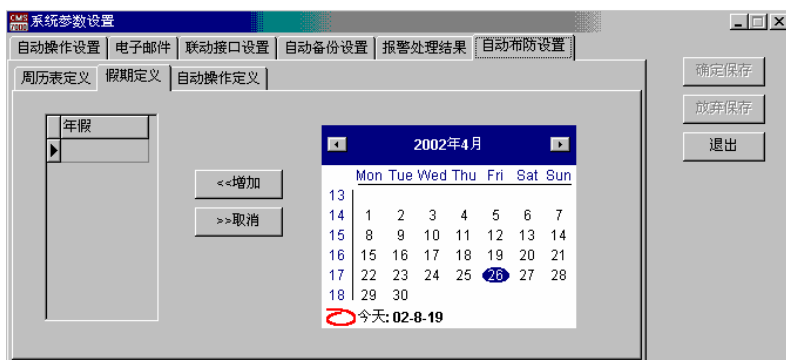 CMS 7000 系统参数设置
自动操作设置 电子邮件 联动接口设置 自动备份设置 报警处理结果 自动布防设置
周历表定义 假期定义 自动操作定义
确定保存
放弃保存
退出
年假
<<增加
>>取消
2002年4月
Mon Tue Wed Thu Fri Sat Sun
13
14 1 2 3 4 5 6 7
15 8 9 10 11 12 13 14
16 15 16 17 18 19 20 21
17 22 23 24 25 26 27 28
18 29 30
今天: 02-8-19